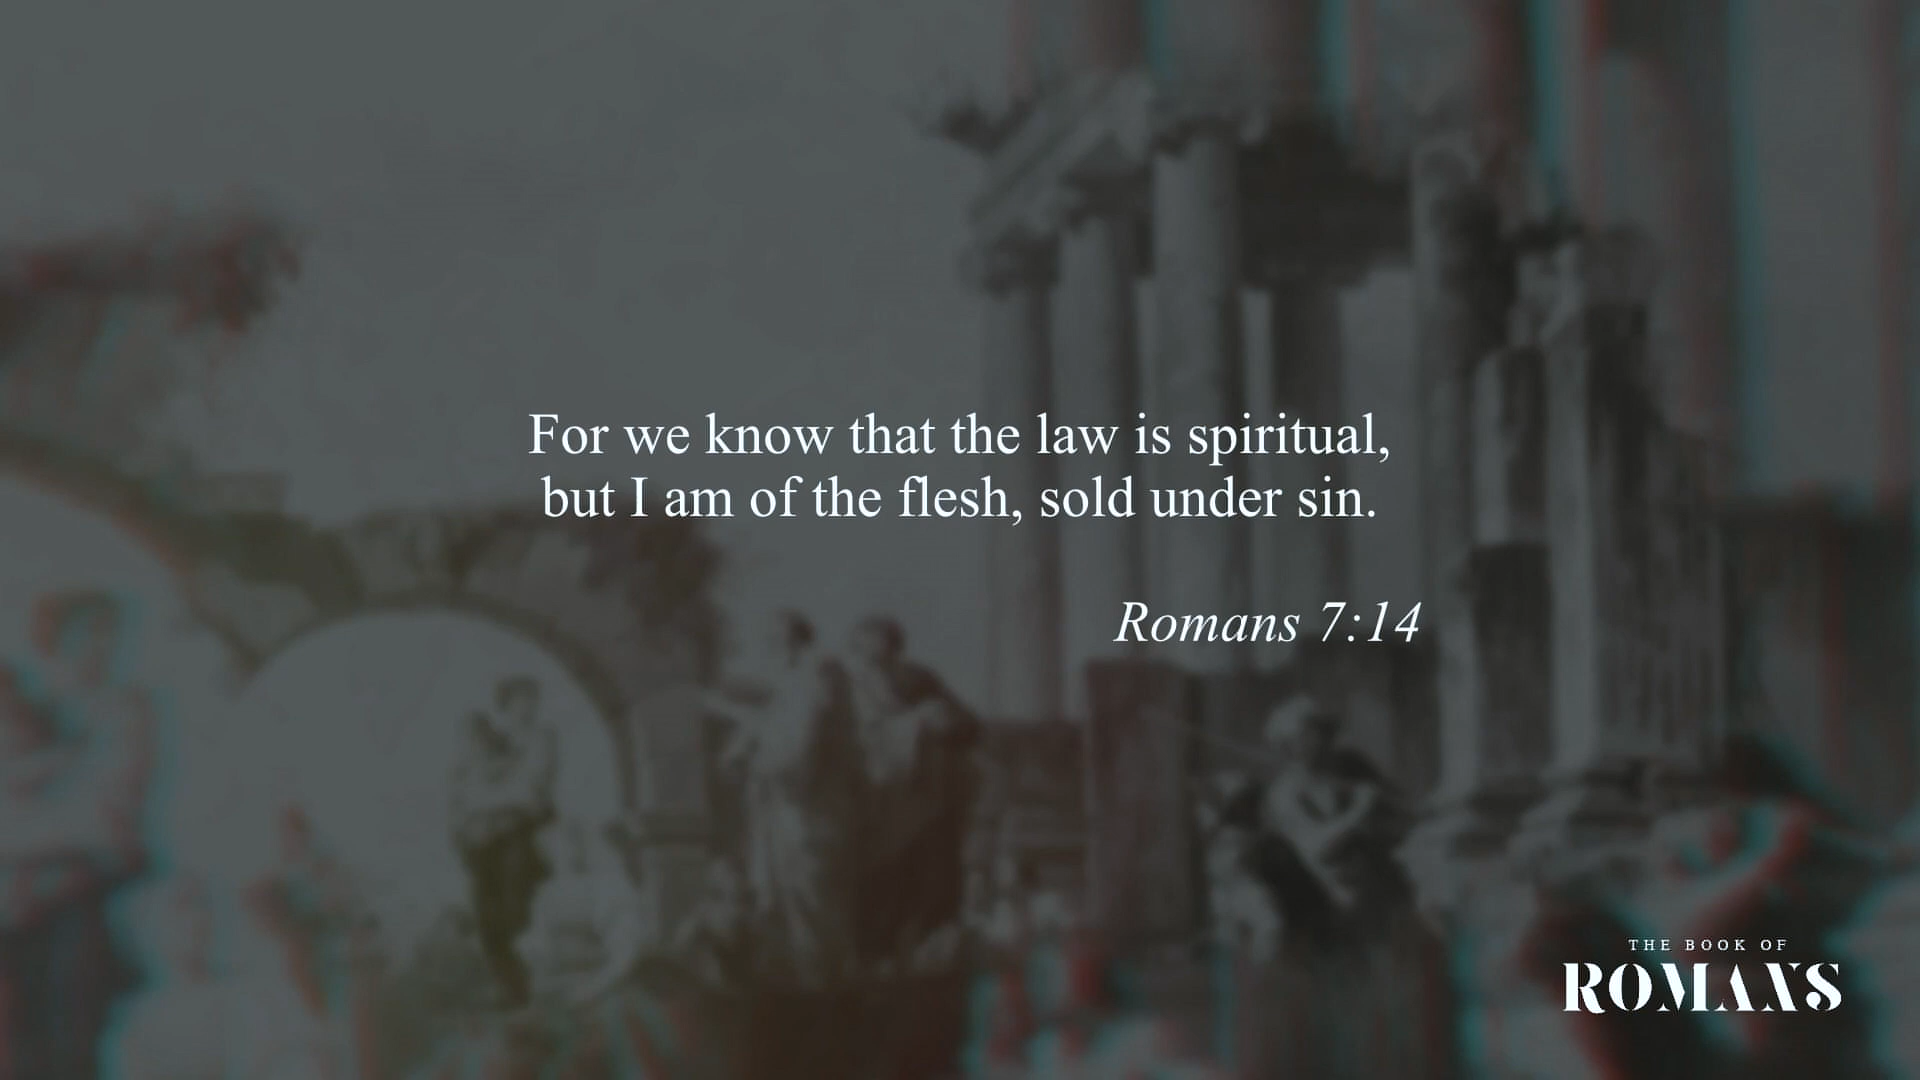 For we know that the law is spiritual,
but I am of the flesh, sold under sin.
Romans 7:14
THE BOOK OF
ROMANS